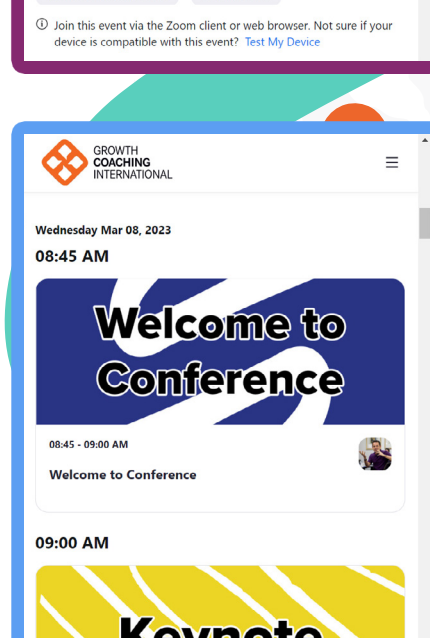 Join this event via the Zoom client or web browser. Not sure if your
device is compatible with this event? Test My Device
GROWTH
COACHING
INTERNATIONAL
Wednesday Mar 08, 2023
08:45 AM
Welcome to
Conference
08:45 - 09:00 AM
Welcome to Conference
09:00 AM
Keynote